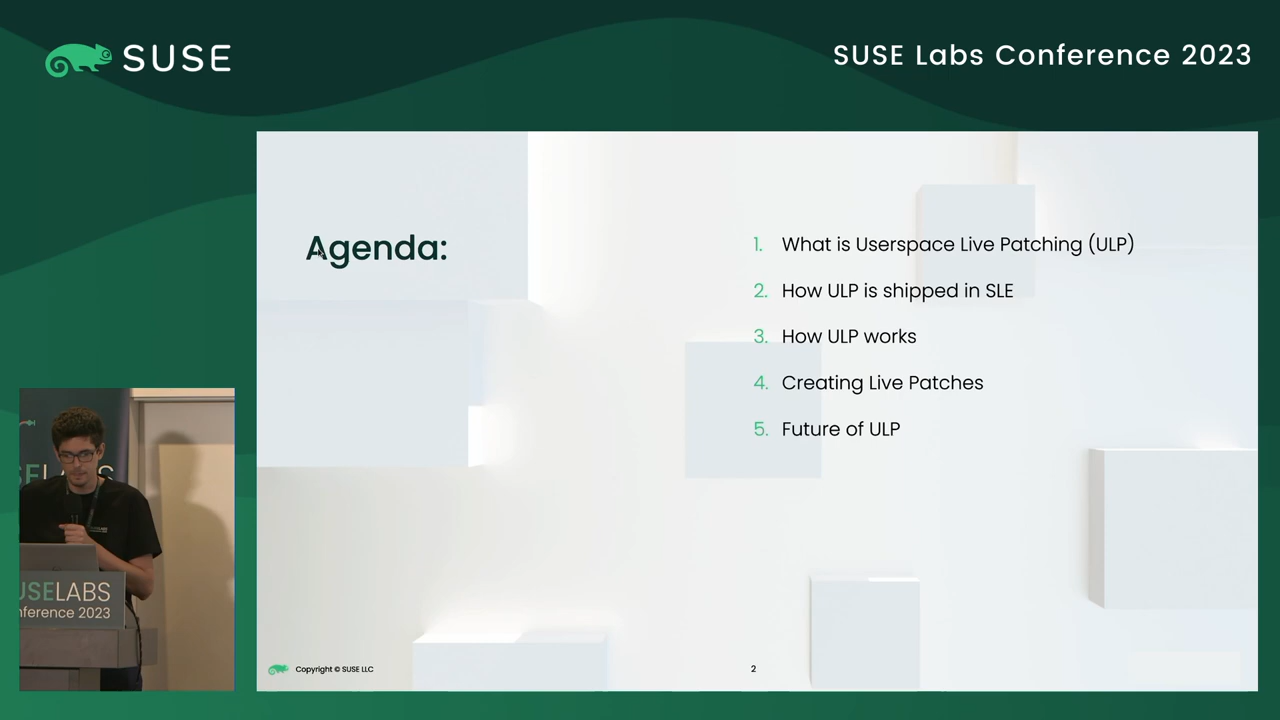 SUSE
SUSE Labs Conference 2023
Agenda:
1. What is Userspace Live Patching (ULP)
2. How ULP is shipped in SLE
3. How ULP works
4. Creating Live Patches
5. Future of ULP
USELABS
nference 2023
Copyright © SUSE LLC
2